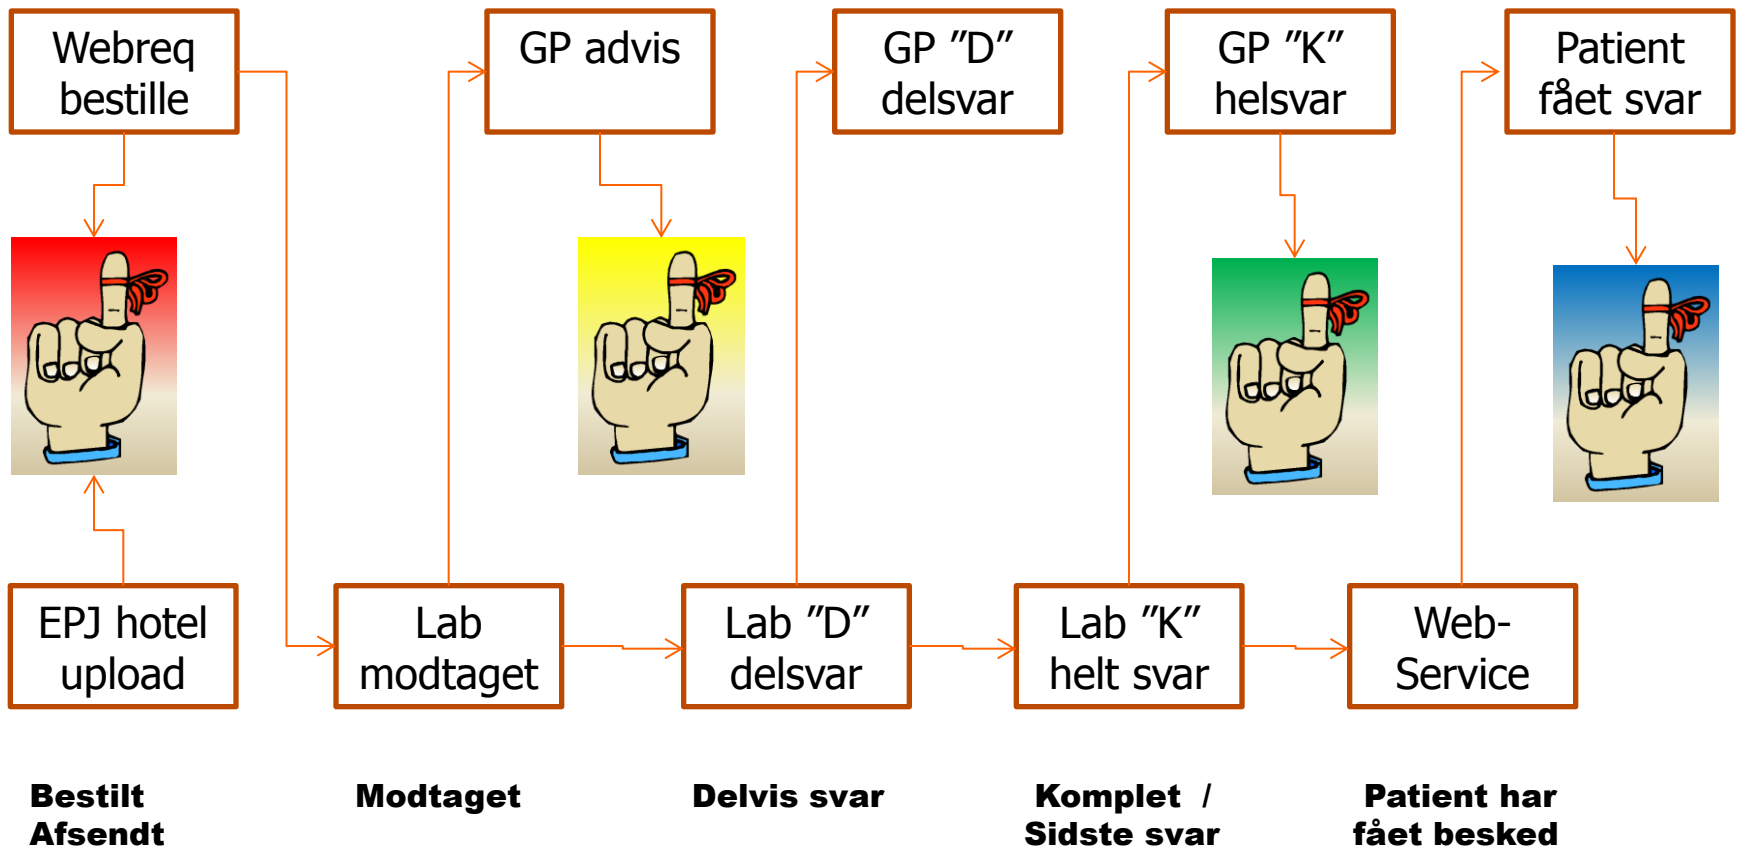 Webreq
bestille
GP advis
GP ”D”
delsvar
GP ”K”
helsvar
Patient
fået svar
EPJ hotel
upload
Lab
modtaget
Lab ”D”
delsvar
Lab ”K”
helt svar
Web-
Service
Bestilt
Afsendt
Modtaget
Delvis svar
Komplet /
Sidste svar
Patient har
fået besked